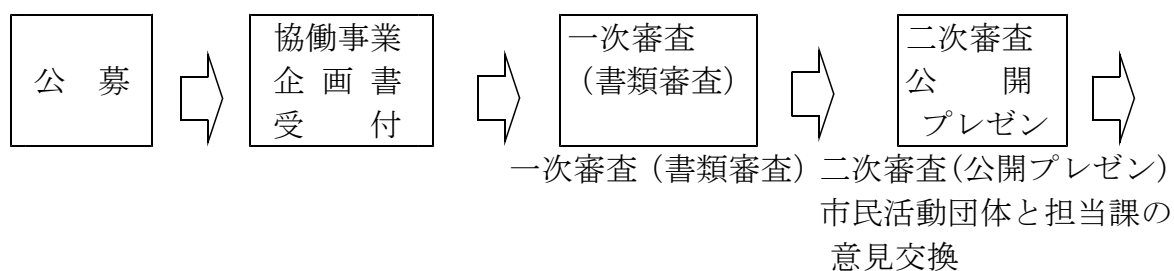 公　募
協働事業
企 画 書
受　　付
一次審査
（書類審査）
二次審査
公　　開
プレゼン
一次審査（書類審査）
二次審査（公開プレゼン）
市民活動団体と担当課の
意見交換